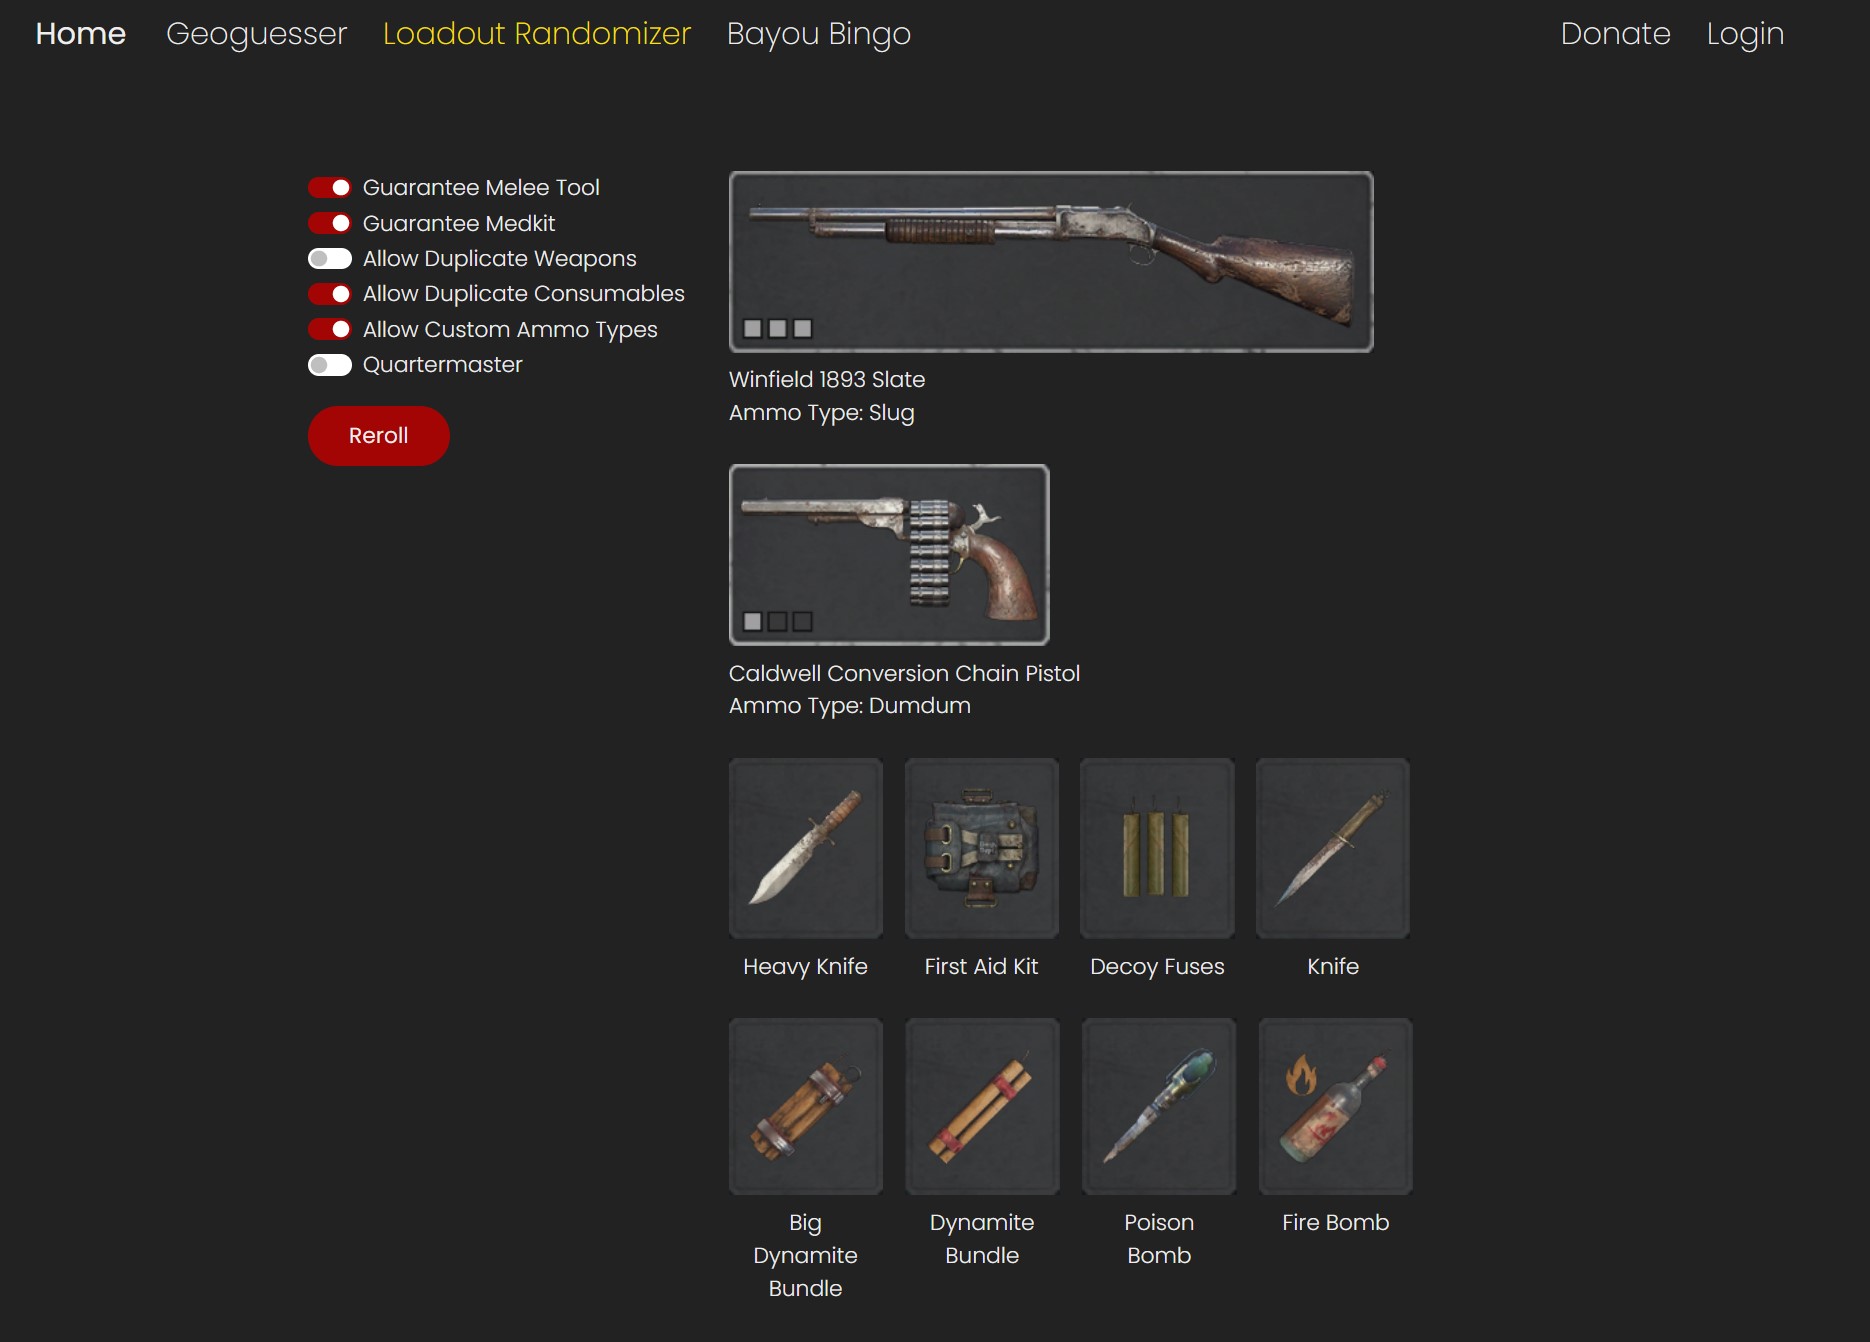 Home Geoguesser Loadout Randomizer Bayou Bingo Donate Login
Guarantee Melee Tool
Guarantee Medkit
Allow Duplicate Weapons
Allow Duplicate Consumables
Allow Custom Ammo Types
Quartermaster
Reroll
Winfield 1893 Slate
Ammo Type: Slug
Caldwell Conversion Chain Pistol
Ammo Type: Dumdum
Heavy Knife
First Aid Kit
Decoy Fuses
Knife
Big
Dynamite
Bundle
Dynamite
Bundle
Poison
Bomb
Fire Bomb